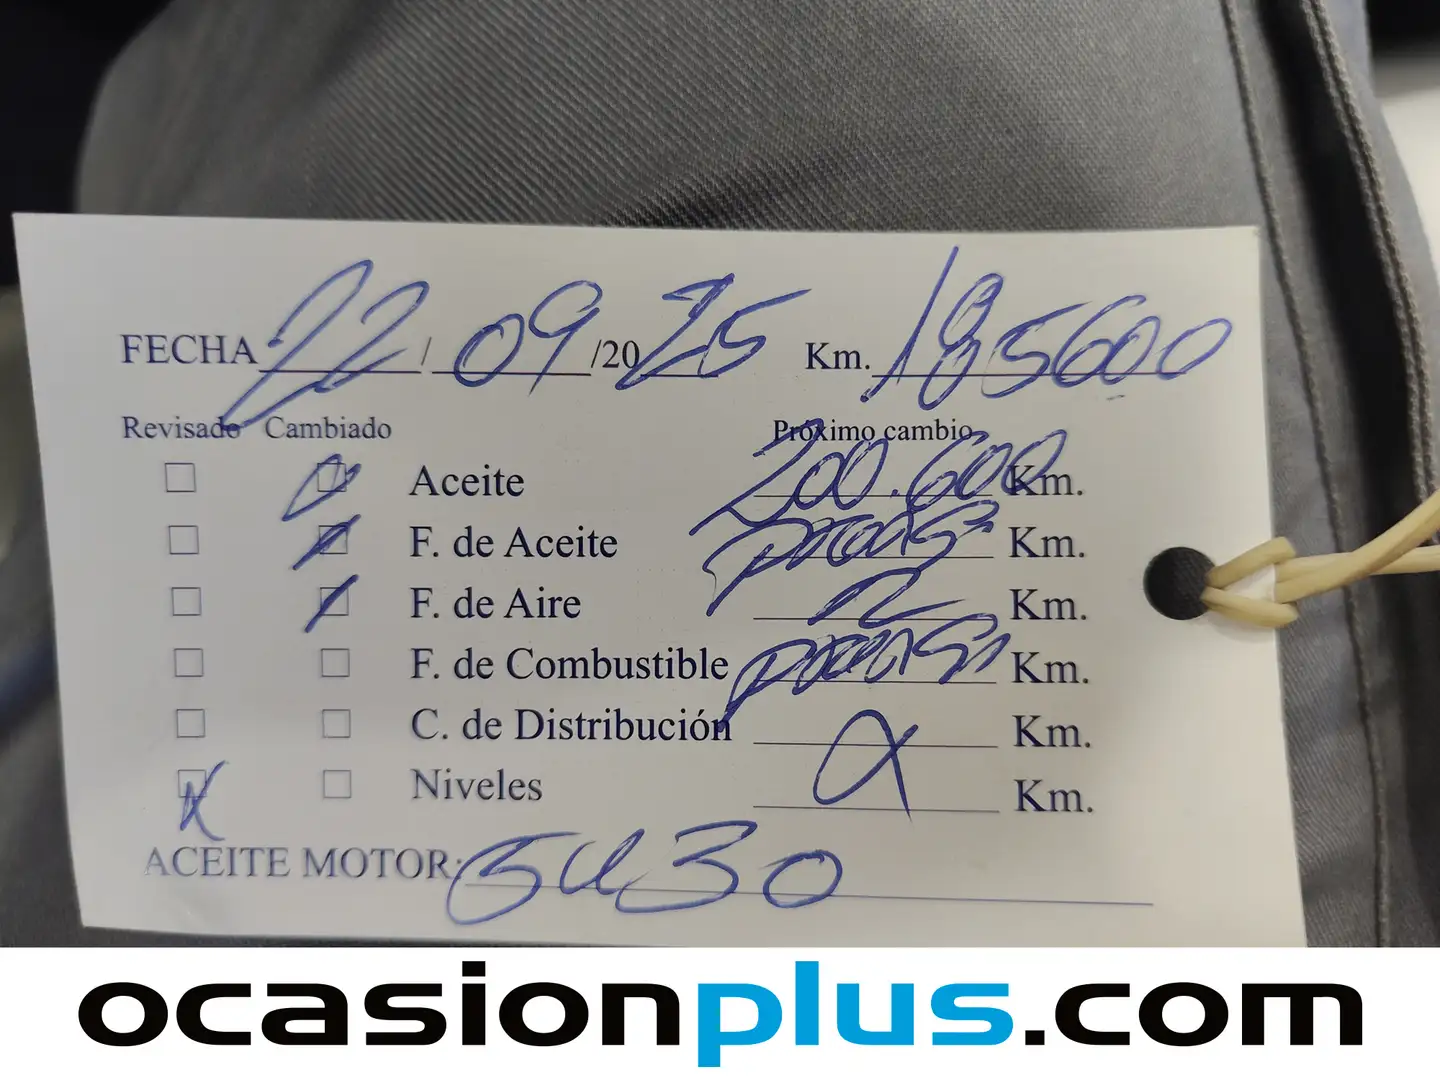 FECHA 22 / 09 /2025 Km. 185600
Revisado Cambiado Próximo cambio
Aceite 200.600 Km.
F. de Aceite Km.
F. de Aire Km.
F. de Combustible Km.
C. de Distribución Km.
Niveles Km.
ACEITE MOTOR: 5W30
ocasionplus.com